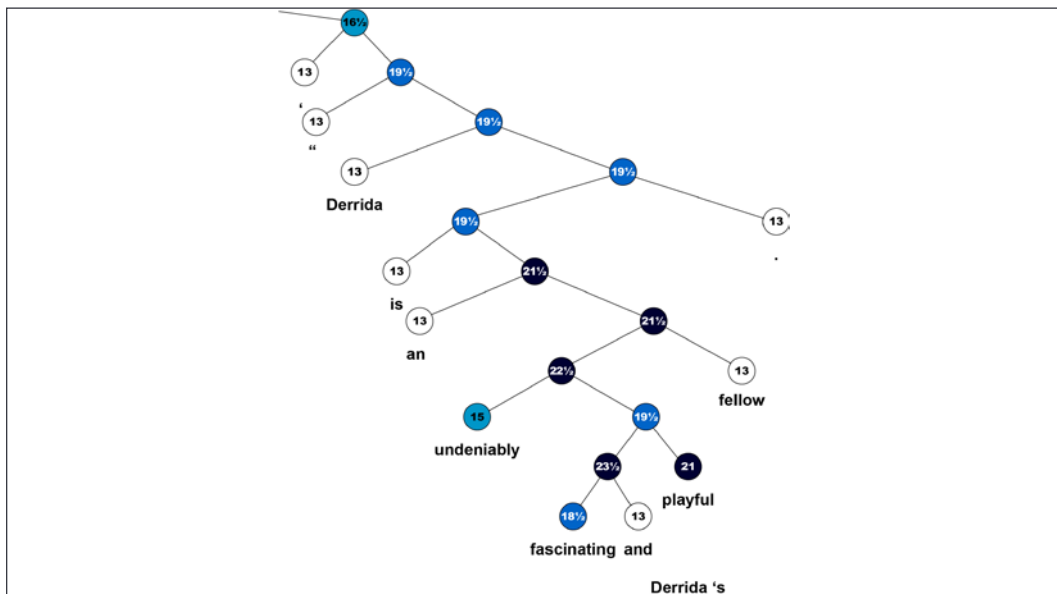 16½
13 19½
‘
13 19½
“
13 19½
Derrida
19½ 13
.
13 21½
is
13 21½
an
22½ 13
fellow
15 19½
undeniably
23½ 21
playful
18½ 13
fascinating and
Derrida ‘s